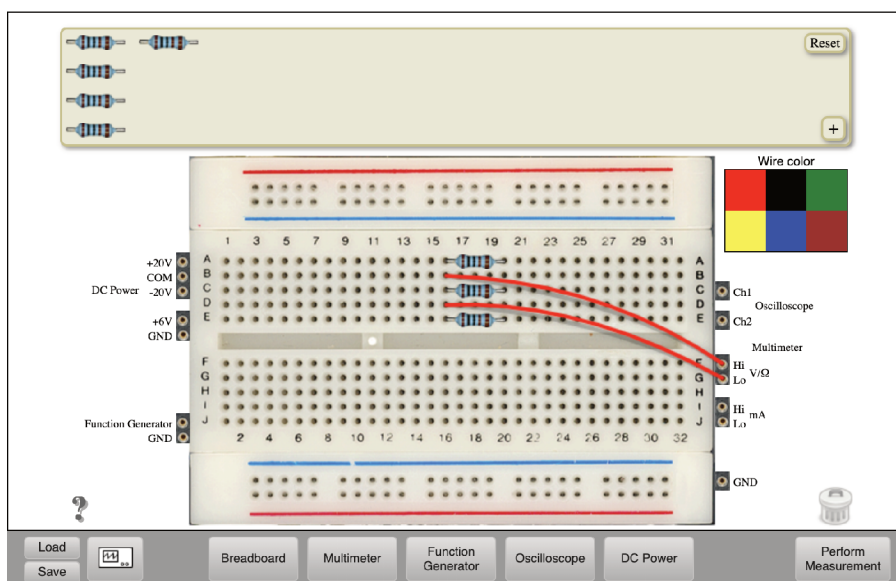 Reset
+
Wire color
1 3 5 7 9 11 13 15 17 19 21 23 25 27 29 31
A A
B B
C C
D D
E E
+20V
COM
DC Power -20V
+6V
GND
Ch1
Oscilloscope
Ch2
Multimeter
F F
G G
H H
I I
J J
Hi
V/Ω
Lo
Hi
mA
Lo
Function Generator
GND
2 4 6 8 10 12 14 16 18 20 22 24 26 28 30 32
GND
?
Load
Save
Breadboard
Multimeter
Function
Generator
Oscilloscope
DC Power
Perform
Measurement